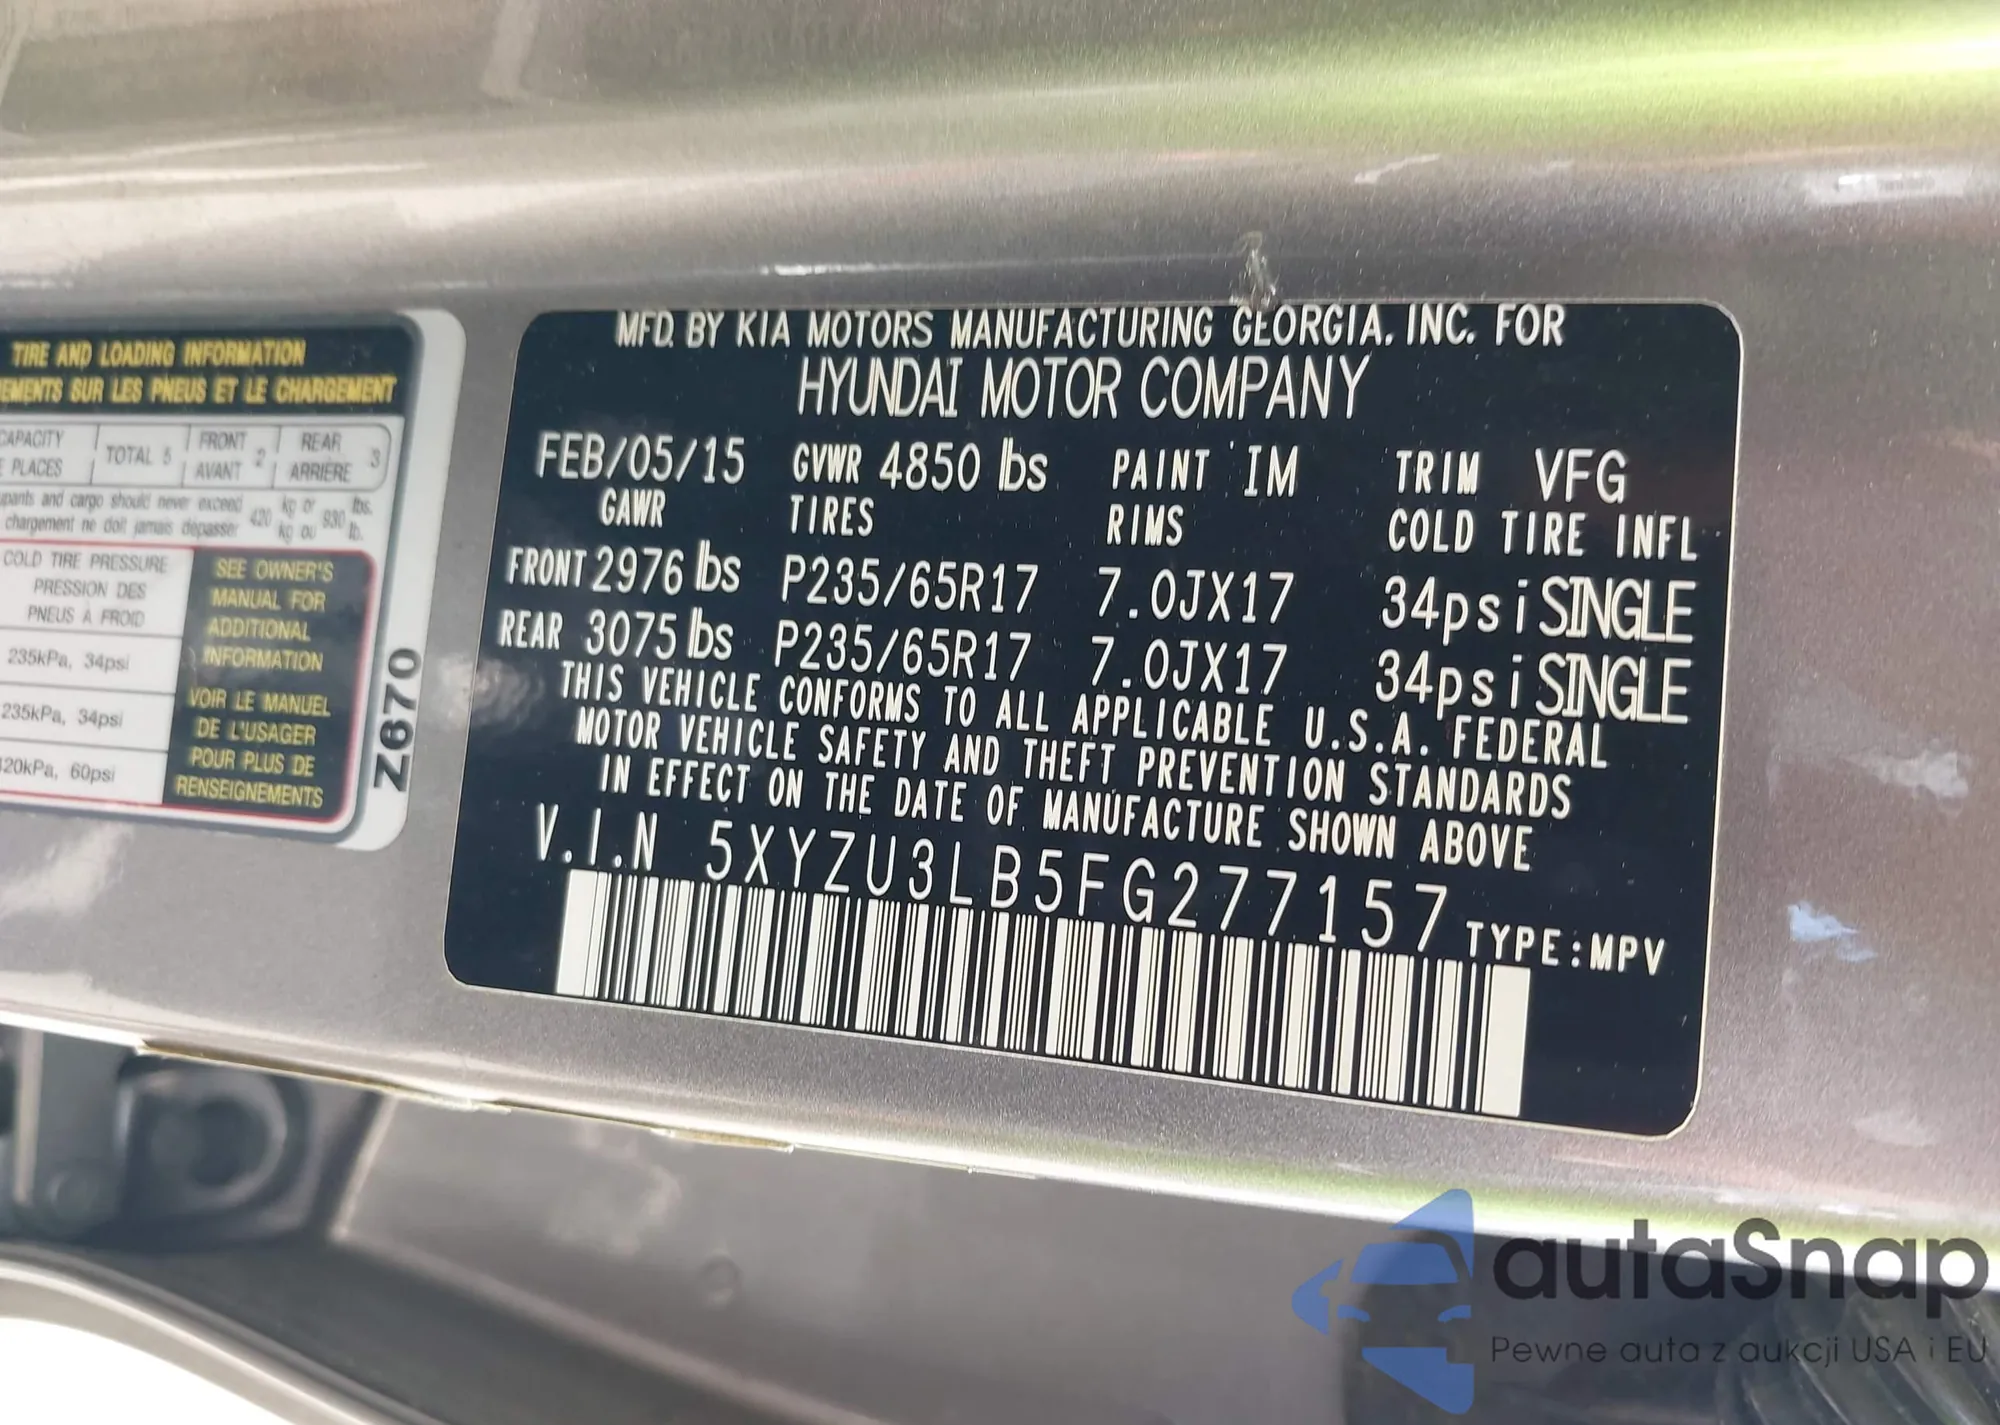 TIRE AND LOADING INFORMATION
SUR LES PNEUS ET LE CHARGEMENT
CAPACITY TOTAL 5 FRONT 2 REAR 3
PLACES AVANT ARRIÈRE
and cargo should never exceed 420 kg or 930 lbs.
chargement ne doit jamais dépasser kg ou lb.
COLD TIRE PRESSURE
PRESSION DES
PNEUS À FROID
235kPa, 34psi
235kPa, 34psi
420kPa, 60psi
SEE OWNER'S
MANUAL FOR
ADDITIONAL
INFORMATION
VOIR LE MANUEL
DE L'USAGER
POUR PLUS DE
RENSEIGNEMENTS
Z670
MFD. BY KIA MOTORS MANUFACTURING GEORGIA. INC. FOR
HYUNDAI MOTOR COMPANY
FEB/05/15 GVWR 4850 lbs PAINT IM TRIM VFG
GAWR TIRES RIMS COLD TIRE INFL
FRONT 2976 lbs P235/65R17 7.0JX17 34psi SINGLE
REAR 3075 lbs P235/65R17 7.0JX17 34psi SINGLE
THIS VEHICLE CONFORMS TO ALL APPLICABLE U.S.A. FEDERAL
MOTOR VEHICLE SAFETY AND THEFT PREVENTION STANDARDS
IN EFFECT ON THE DATE OF MANUFACTURE SHOWN ABOVE
V.I.N 5XYZU3LB5FG277157 TYPE:MPV
autaSnap
Pewne auta z aukcji USA i EU